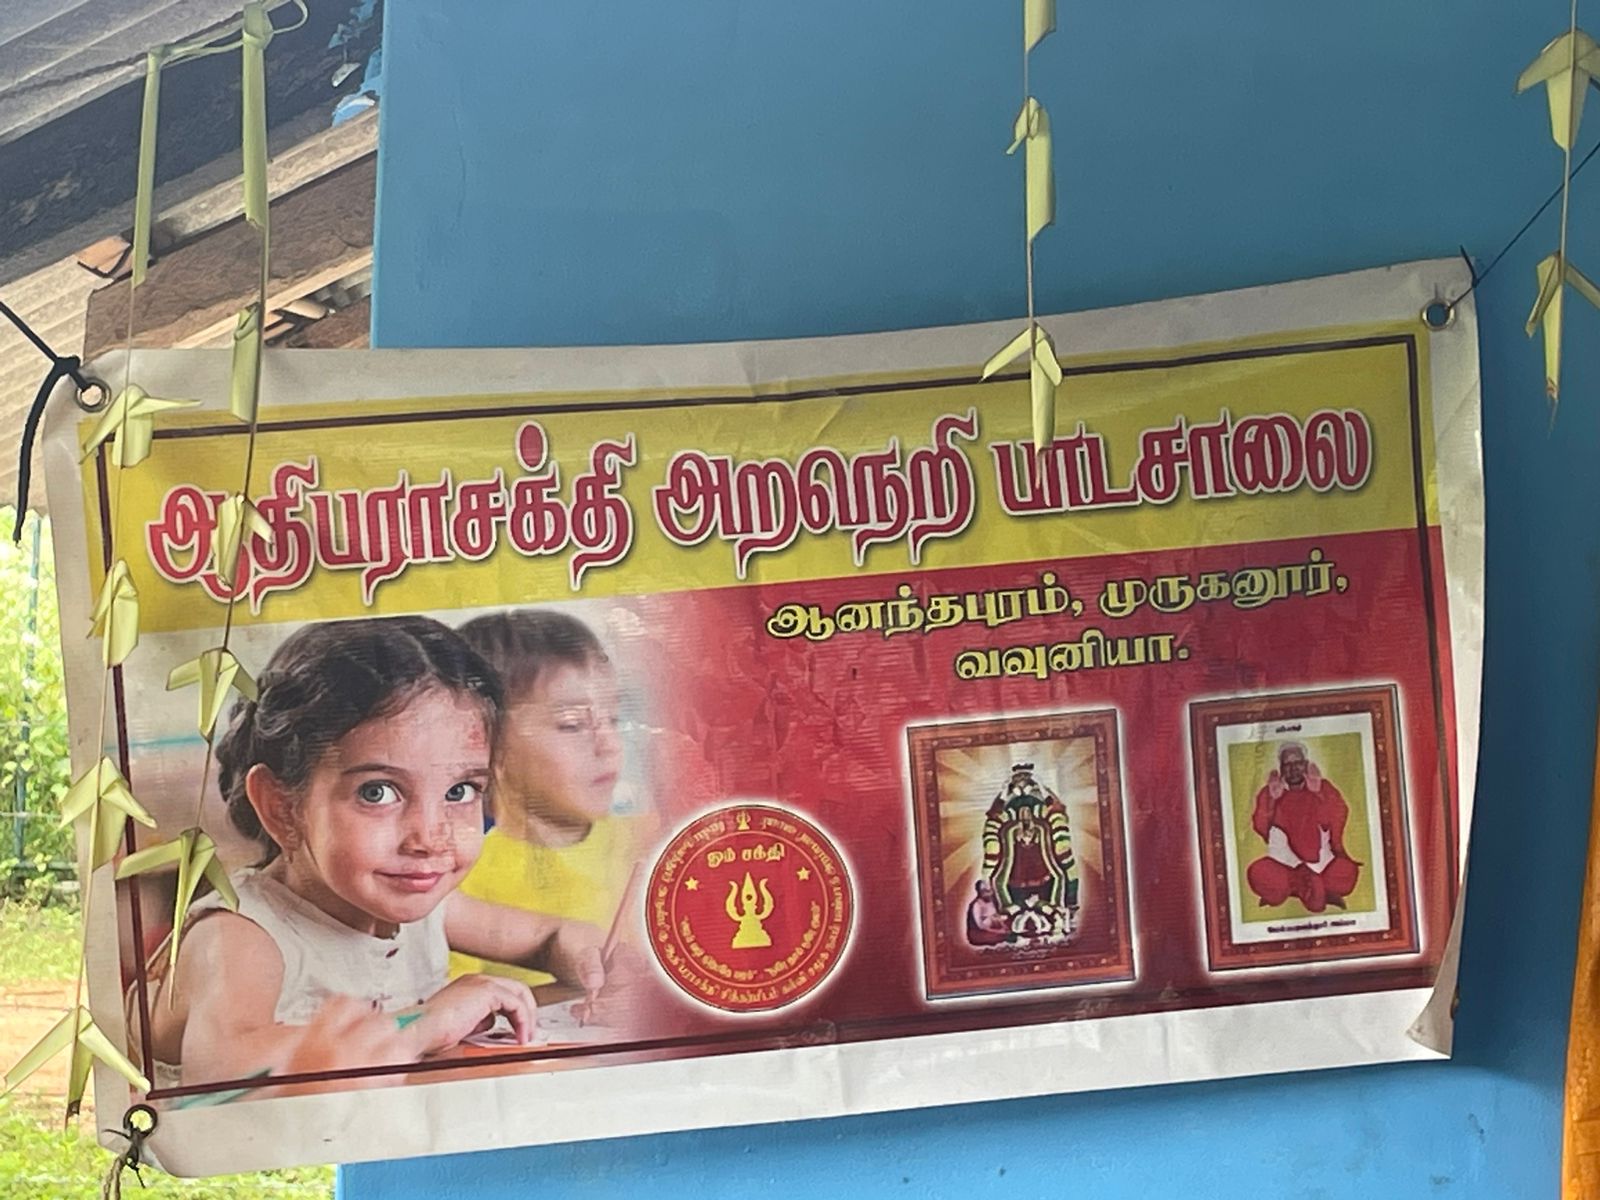 ஆதிபராசக்தி அறநெறி பாடசாலை
ஆனந்தபுரம், முருகனூர்,
வவுனியா.
ஓம் சக்தி